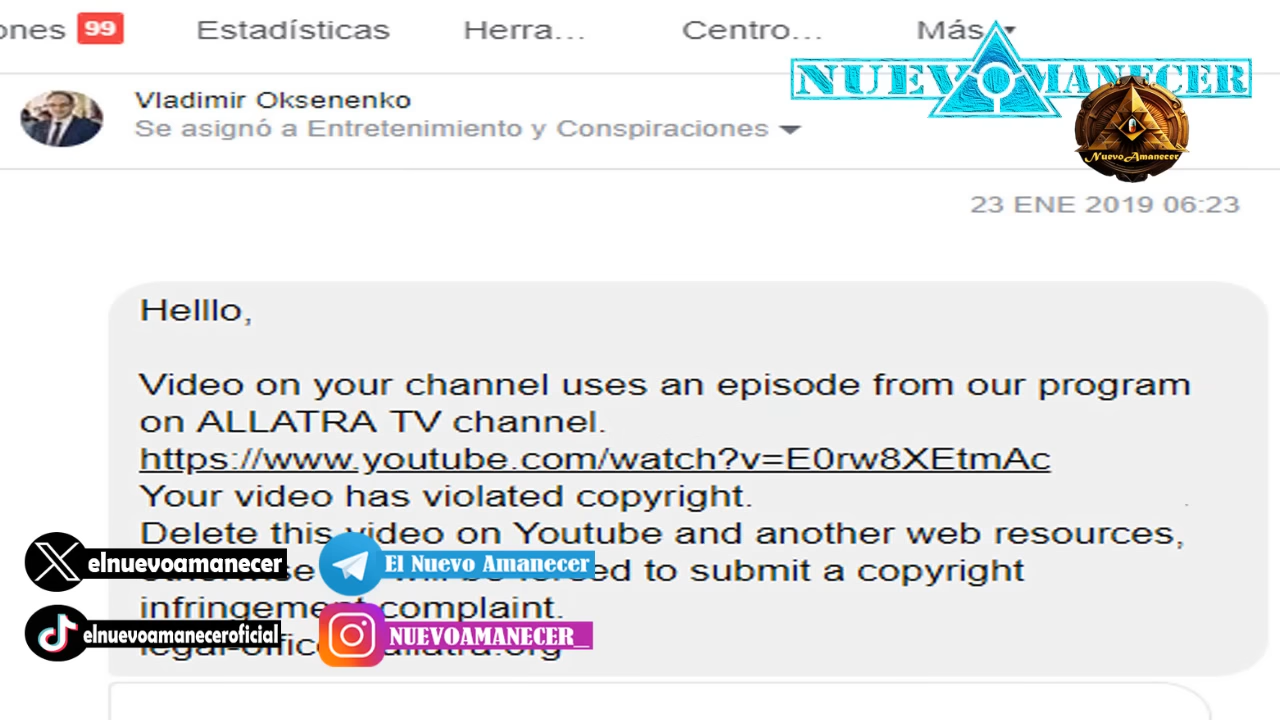 ones 99 Estadísticas Herra... Centro... Más
NUEVO AMANECER
Nuevo Amanecer
Vladimir Oksenenko
Se asignó a Entretenimiento y Conspiraciones
23 ENE 2019 06:23
Helllo,
Video on your channel uses an episode from our program
on ALLATRA TV channel.
https://www.youtube.com/watch?v=E0rw8XEtmAc
Your video has violated copyright.
Delete this video on Youtube and another web resources,
to submit a copyright
infringement complaint.
elnuevoamanecer
El Nuevo Amanecer
elnuevoamaneceroficial
NUEVOAMANECER_